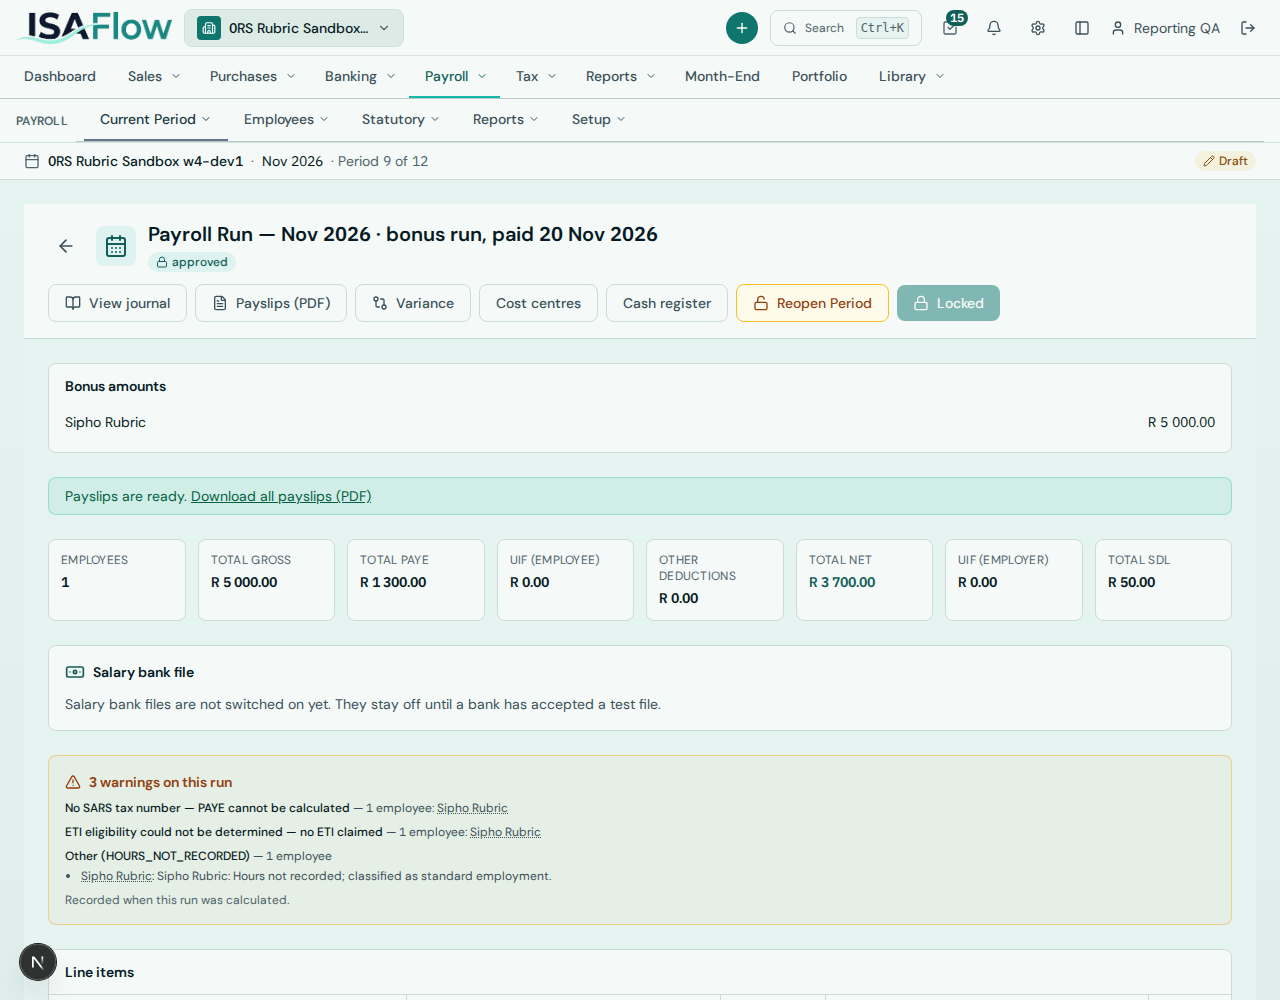 ISAFlow
0RS Rubric Sandbox...
Search Ctrl+K
15
Reporting QA
Dashboard Sales Purchases Banking Payroll Tax Reports Month-End Portfolio Library
PAYROLL Current Period Employees Statutory Reports Setup
0RS Rubric Sandbox w4-dev1 · Nov 2026 · Period 9 of 12
Draft
Payroll Run — Nov 2026 · bonus run, paid 20 Nov 2026
approved
View journal Payslips (PDF) Variance Cost centres Cash register Reopen Period Locked
Bonus amounts
Sipho Rubric R 5 000.00
Payslips are ready. Download all payslips (PDF)
EMPLOYEES
1
TOTAL GROSS
R 5 000.00
TOTAL PAYE
R 1 300.00
UIF (EMPLOYEE)
R 0.00
OTHER
DEDUCTIONS
R 0.00
TOTAL NET
R 3 700.00
UIF (EMPLOYER)
R 0.00
TOTAL SDL
R 50.00
Salary bank file
Salary bank files are not switched on yet. They stay off until a bank has accepted a test file.
3 warnings on this run
No SARS tax number — PAYE cannot be calculated — 1 employee: Sipho Rubric
ETI eligibility could not be determined — no ETI claimed — 1 employee: Sipho Rubric
Other (HOURS_NOT_RECORDED) — 1 employee
• Sipho Rubric: Sipho Rubric: Hours not recorded; classified as standard employment.
Recorded when this run was calculated.
N
Line items